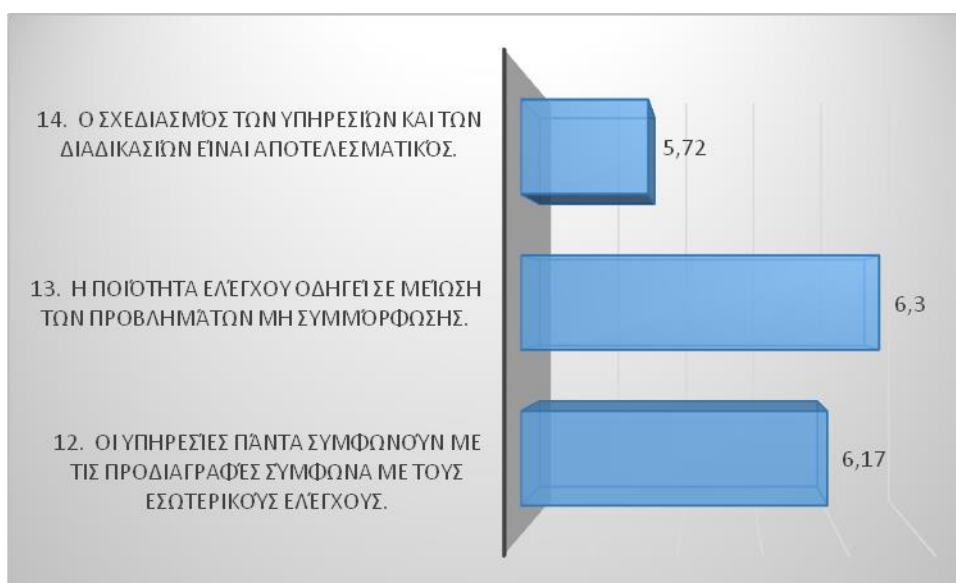 14. Ο ΣΧΕΔΙΑΣΜΌΣ ΤΩΝ ΥΠΗΡΕΣΙΏΝ ΚΑΙ ΤΩΝ
ΔΙΑΔΙΚΑΣΙΏΝ ΕΊΝΑΙ ΑΠΟΤΕΛΕΣΜΑΤΙΚΌΣ.
5,72
13. Η ΠΟΙΌΤΗΤΑ ΕΛΈΓΧΟΥ ΟΔΗΓΕΊ ΣΕ ΜΕΊΩΣΗ
ΤΩΝ ΠΡΟΒΛΗΜΆΤΩΝ ΜΗ ΣΥΜΜΌΡΦΩΣΗΣ.
6,3
12. ΟΙ ΥΠΗΡΕΣΊΕΣ ΠΆΝΤΑ ΣΥΜΦΩΝΟΎΝ ΜΕ
ΤΙΣ ΠΡΟΔΙΑΓΡΑΦΈΣ ΣΎΜΦΩΝΑ ΜΕ ΤΟΥΣ
ΕΣΩΤΕΡΙΚΟΎΣ ΕΛΈΓΧΟΥΣ.
6,17